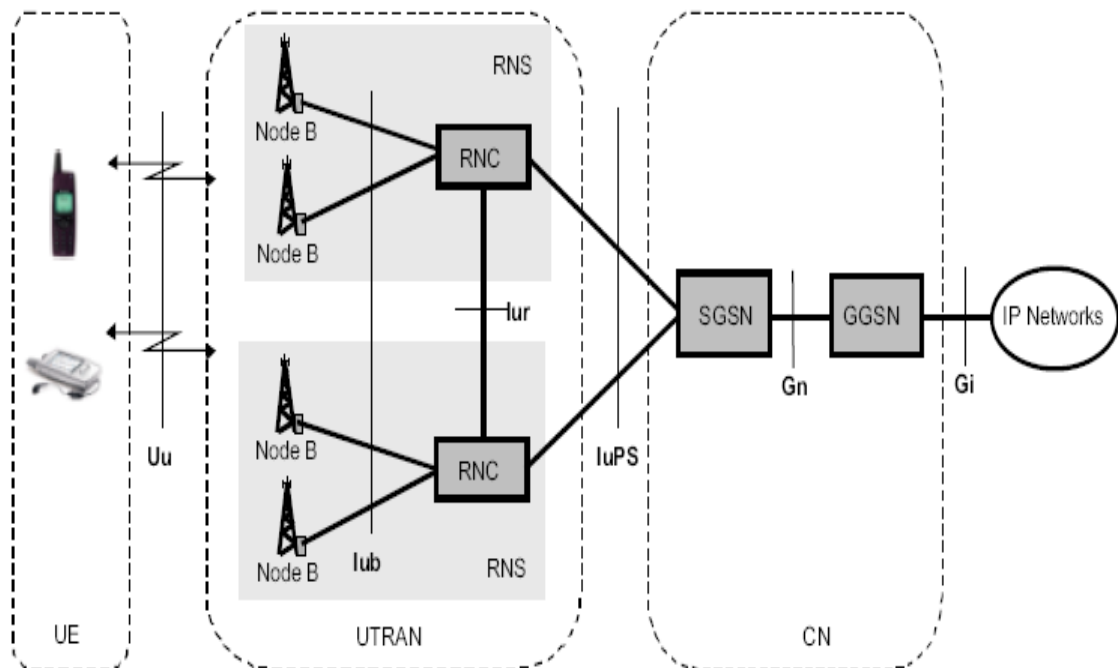 RNS
Node B
RNC
Node B
Iur
SGSN
GGSN
IP Networks
Gn
Gi
Node B
Uu
RNC
IuPS
Node B
Iub
RNS
UE
UTRAN
CN